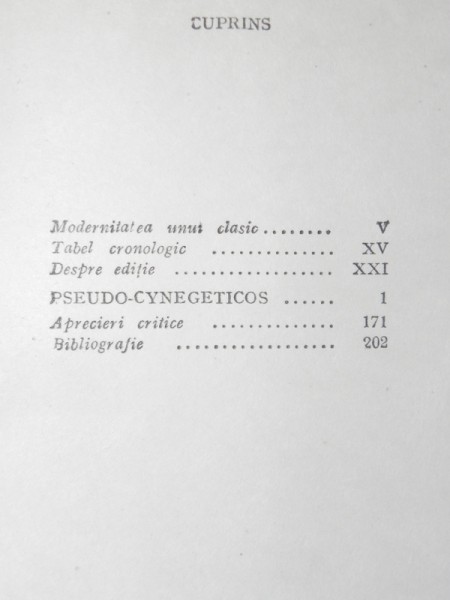 CUPRINS
Modernitatea unui clasic ........ V
Tabel cronologic .............. XV
Despre ediție .................. XXI
PSEUDO-CYNEGETICOS ...... 1
Aprecieri critice .............. 171
Bibliografie .................. 202